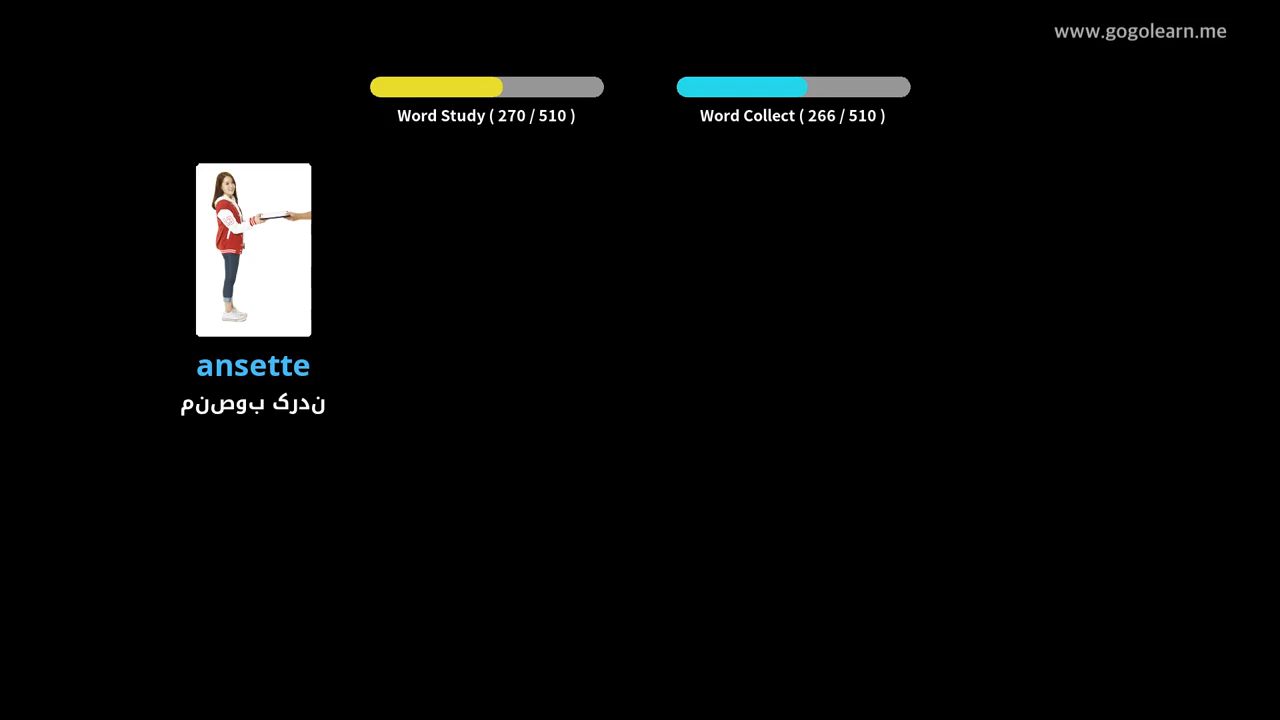 www.gogolearn.me
Word Study ( 270 / 510 )
Word Collect ( 266 / 510 )
ansette
منصوب کردن